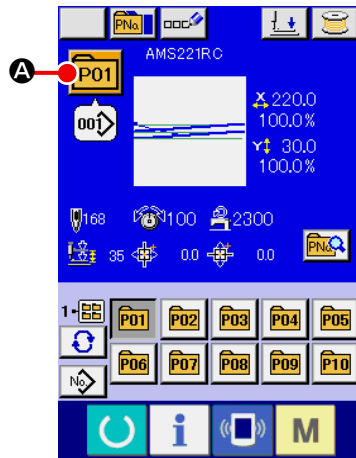 PNo.
AMS221RC
A
P01
001
X 220.0
100.0%
Y 30.0
100.0%
168 100 2300
35 0.0 0.0
PNo.
1- P01 P02 P03 P04 P05
P06 P07 P08 P09 P10
No.
i M